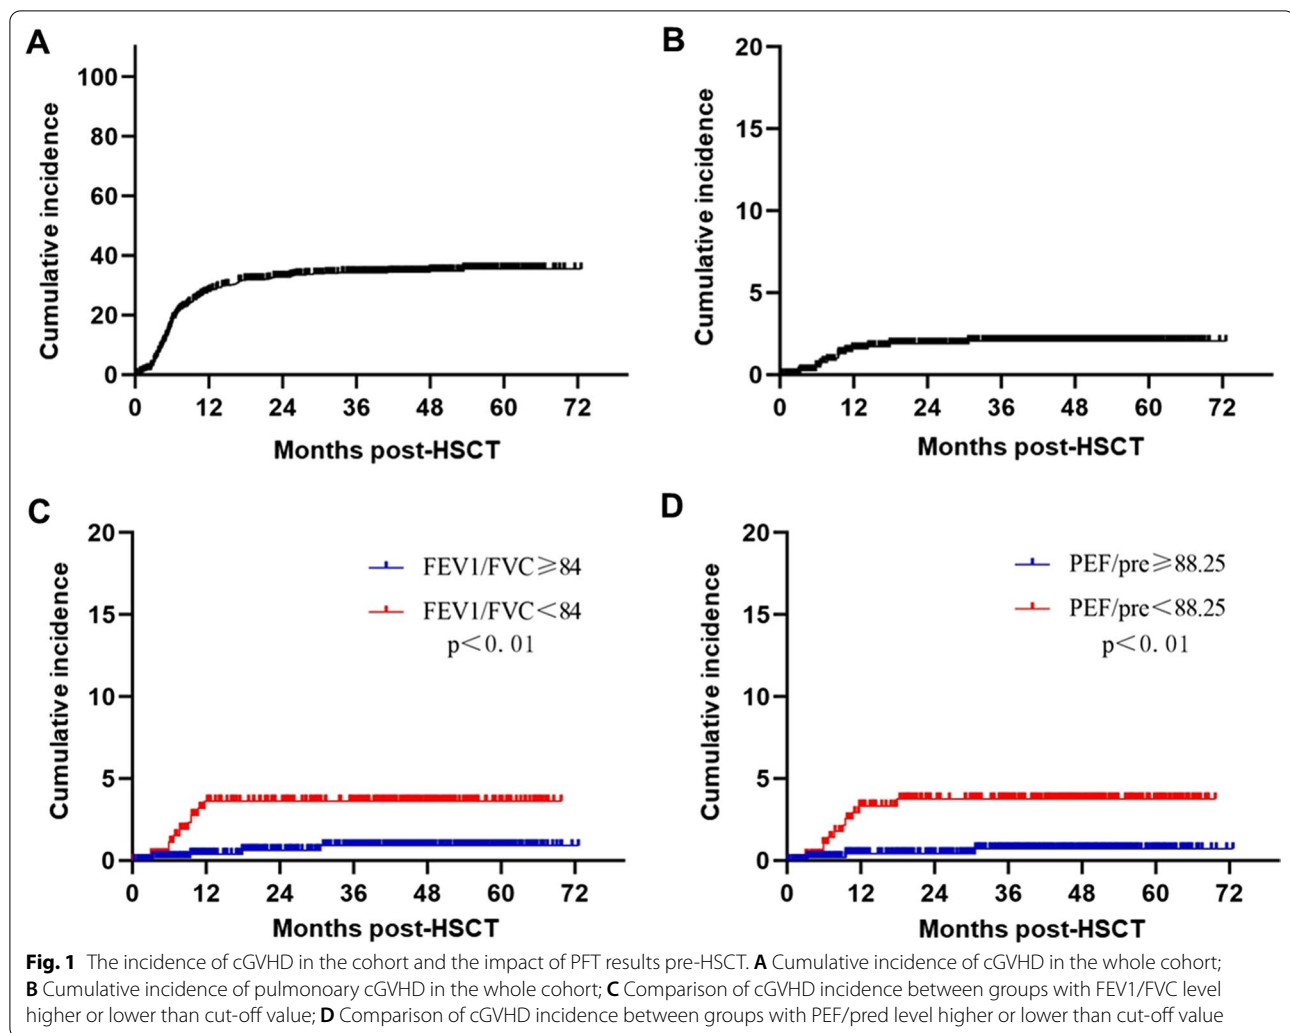 A
100
80
60
40
20
0
0 12 24 36 48 60 72
Cumulative incidence
Months post-HSCT
B
20
15
10
5
0
0 12 24 36 48 60 72
Cumulative incidence
Months post-HSCT
C
20
15
10
5
0
0 12 24 36 48 60 72
Cumulative incidence
Months post-HSCT
FEV1/FVC≥84
FEV1/FVC<84
p<0.01
D
20
15
10
5
0
0 12 24 36 48 60 72
Cumulative incidence
Months post-HSCT
PEF/pre≥88.25
PEF/pre<88.25
p<0.01
Fig. 1 The incidence of cGVHD in the cohort and the impact of PFT results pre-HSCT. A Cumulative incidence of cGVHD in the whole cohort;
B Cumulative incidence of pulmonoary cGVHD in the whole cohort; C Comparison of cGVHD incidence between groups with FEV1/FVC level
higher or lower than cut-off value; D Comparison of cGVHD incidence between groups with PEF/pred level higher or lower than cut-off value